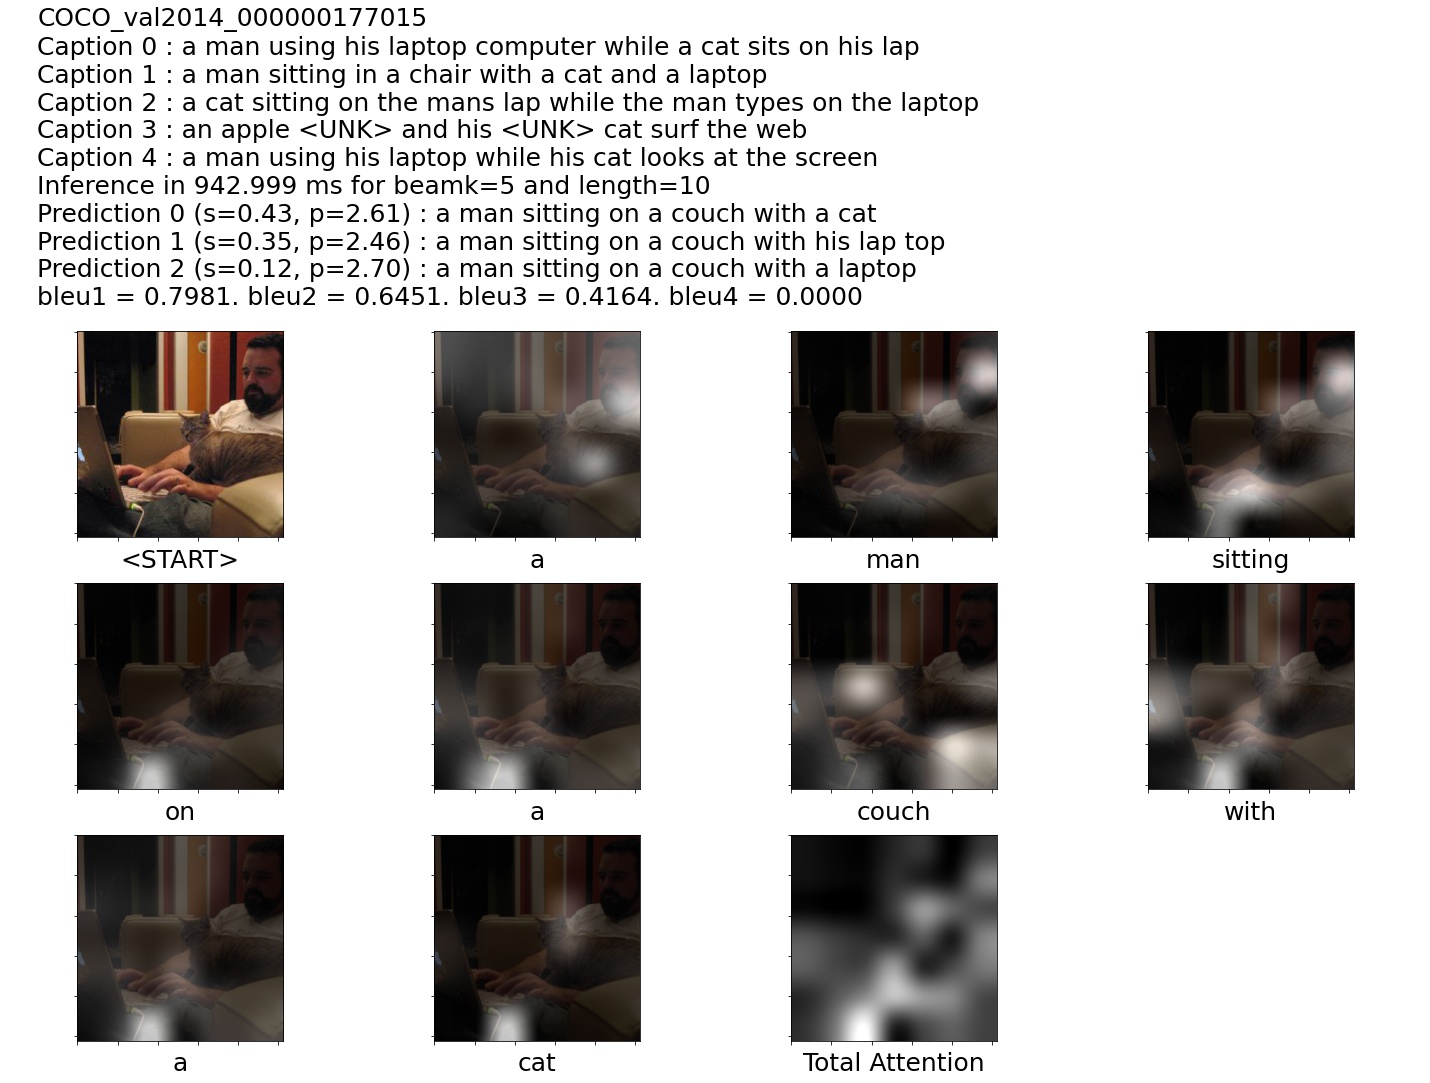 COCO_val2014_000000177015
Caption 0 : a man using his laptop computer while a cat sits on his lap
Caption 1 : a man sitting in a chair with a cat and a laptop
Caption 2 : a cat sitting on the mans lap while the man types on the laptop
Caption 3 : an apple <UNK> and his <UNK> cat surf the web
Caption 4 : a man using his laptop while his cat looks at the screen
Inference in 942.999 ms for beamk=5 and length=10
Prediction 0 (s=0.43, p=2.61) : a man sitting on a couch with a cat
Prediction 1 (s=0.35, p=2.46) : a man sitting on a couch with his lap top
Prediction 2 (s=0.12, p=2.70) : a man sitting on a couch with a laptop
bleu1 = 0.7981. bleu2 = 0.6451. bleu3 = 0.4164. bleu4 = 0.0000
<START>
a
man
sitting
on
a
couch
with
a
cat
Total Attention